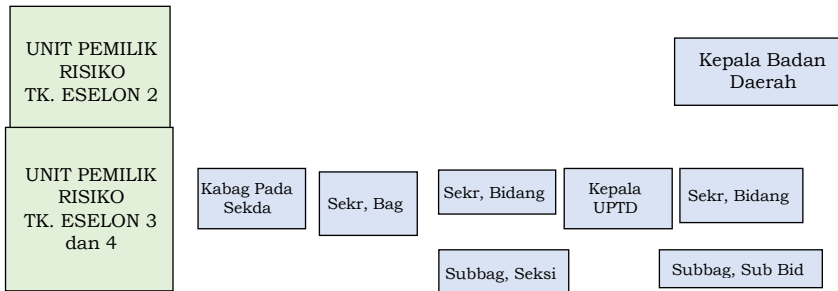 UNIT PEMILIK
RISIKO
TK. ESELON 2
Kepala Badan
Daerah
UNIT PEMILIK
RISIKO
TK. ESELON 3
dan 4
Kabag Pada
Sekda
Sekr, Bag
Sekr, Bidang
Kepala
UPTD
Sekr, Bidang
Subbag, Seksi
Subbag, Sub Bid